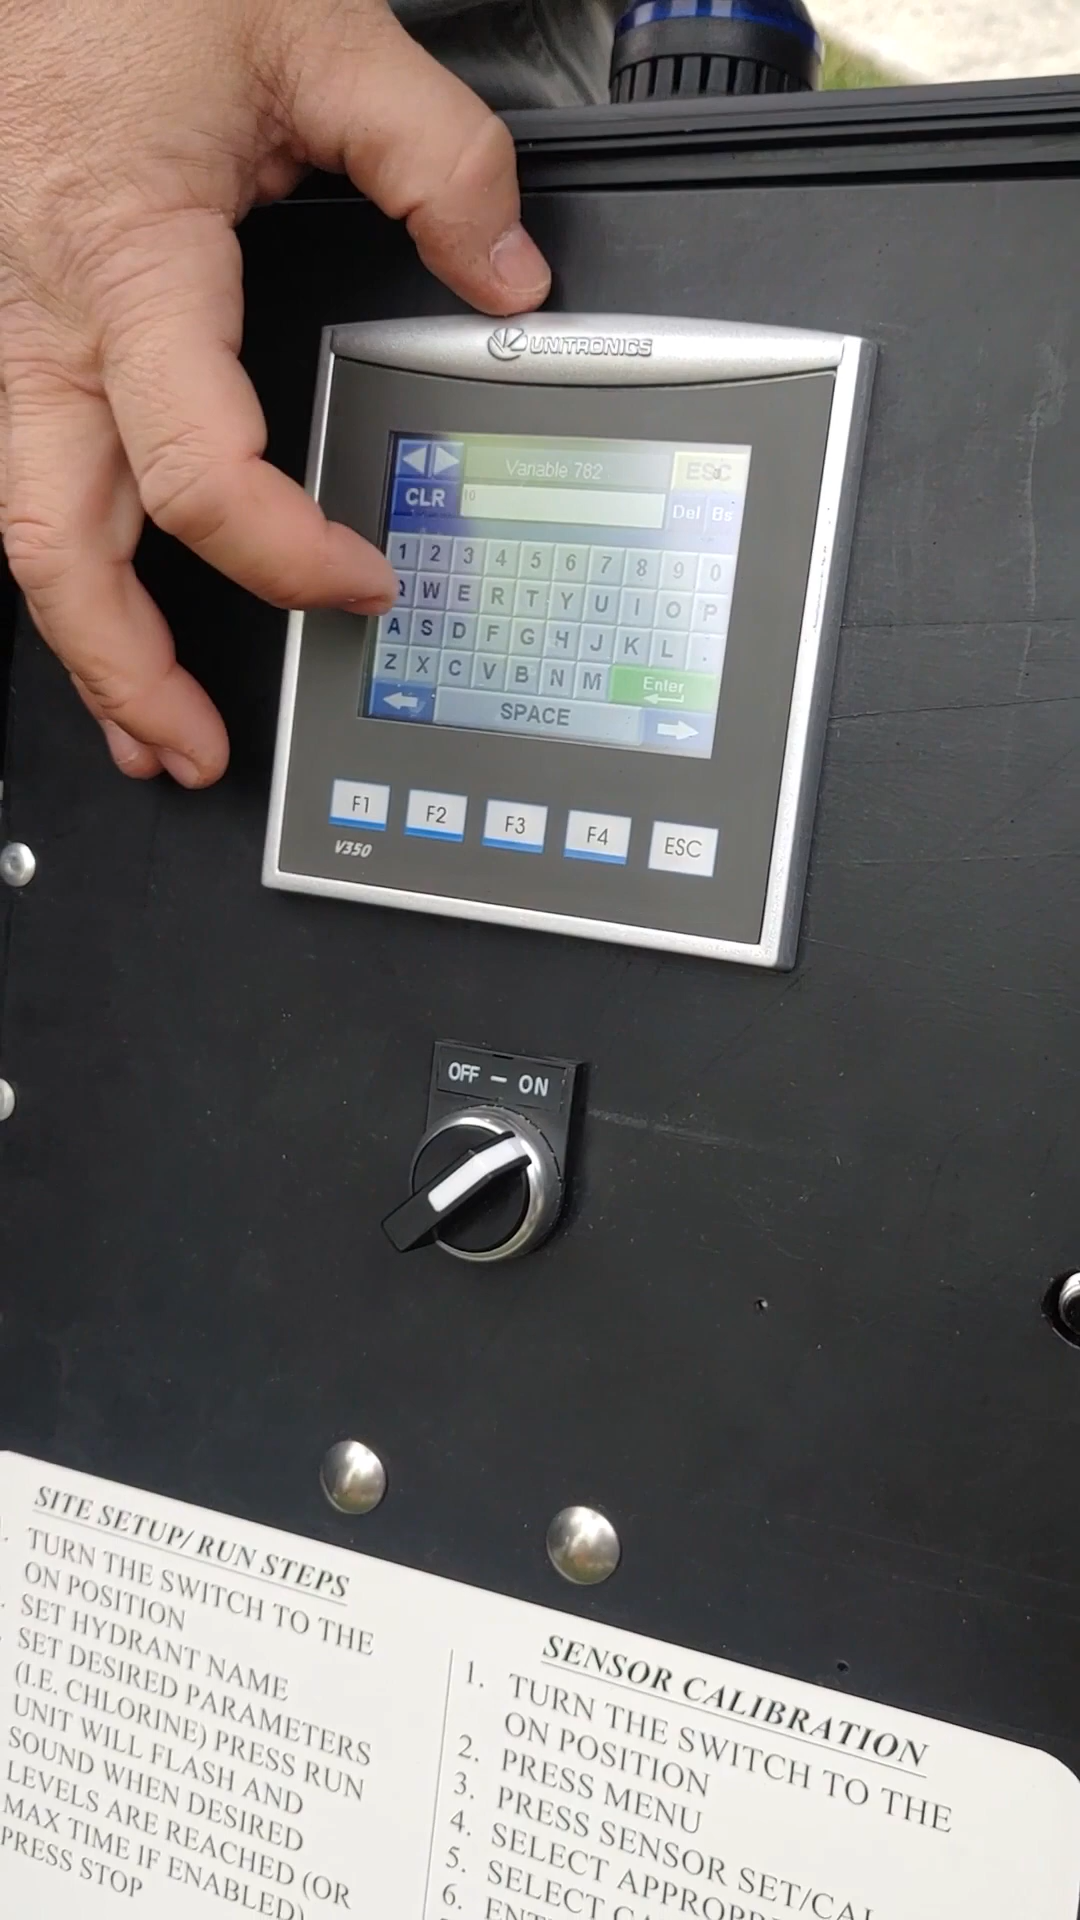 UNITRONICS
Variable 782
ESC
CLR
10
Del Bs
1 2 3 4 5 6 7 8 9 0
Q W E R T Y U I O P
A S D F G H J K L .
Z X C V B N M Enter
SPACE
F1 F2 F3 F4 ESC
V350
OFF – ON
SITE SETUP/ RUN STEPS
. TURN THE SWITCH TO THE
ON POSITION
. SET HYDRANT NAME
SET DESIRED PARAMETERS
(I.E. CHLORINE) PRESS RUN
UNIT WILL FLASH AND
SOUND WHEN DESIRED
LEVELS ARE REACHED (OR
MAX TIME IF ENABLED)
PRESS STOP
SENSOR CALIBRATION
1. TURN THE SWITCH TO THE
ON POSITION
2. PRESS MENU
3. PRESS SENSOR SET/CAL
4. SELECT
5. SELECT
6.